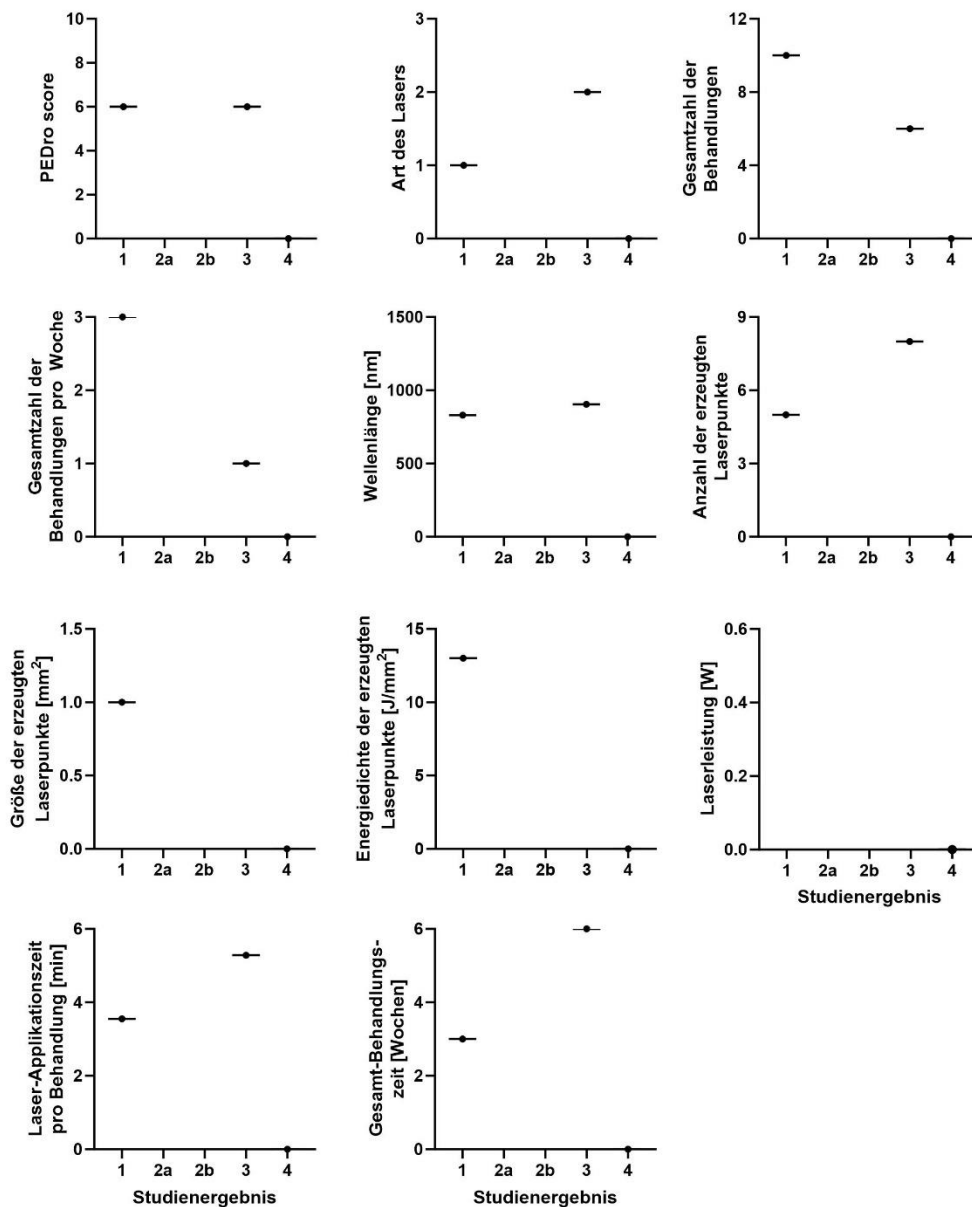 PEDro score
10
8
6
4
2
0
1 2a 2b 3 4
Art des Lasers
3
2
1
0
1 2a 2b 3 4
Gesamtzahl der
Behandlungen
12
8
4
0
1 2a 2b 3 4
Gesamtzahl der
Behandlungen pro Woche
3
2
1
0
1 2a 2b 3 4
Wellenlänge [nm]
1500
1000
500
0
1 2a 2b 3 4
Anzahl der erzeugten
Laserpunkte
9
6
3
0
1 2a 2b 3 4
Größe der erzeugten
Laserpunkte [mm²]
1.5
1.0
0.5
0.0
1 2a 2b 3 4
Energiedichte der erzeugten
Laserpunkte [J/mm²]
15
10
5
0
1 2a 2b 3 4
Laserleistung [W]
0.6
0.4
0.2
0.0
1 2a 2b 3 4
Studienergebnis
Laser-Applikationszeit
pro Behandlung [min]
6
4
2
0
1 2a 2b 3 4
Studienergebnis
Gesamt-Behandlungs-
zeit [Wochen]
6
4
2
0
1 2a 2b 3 4
Studienergebnis